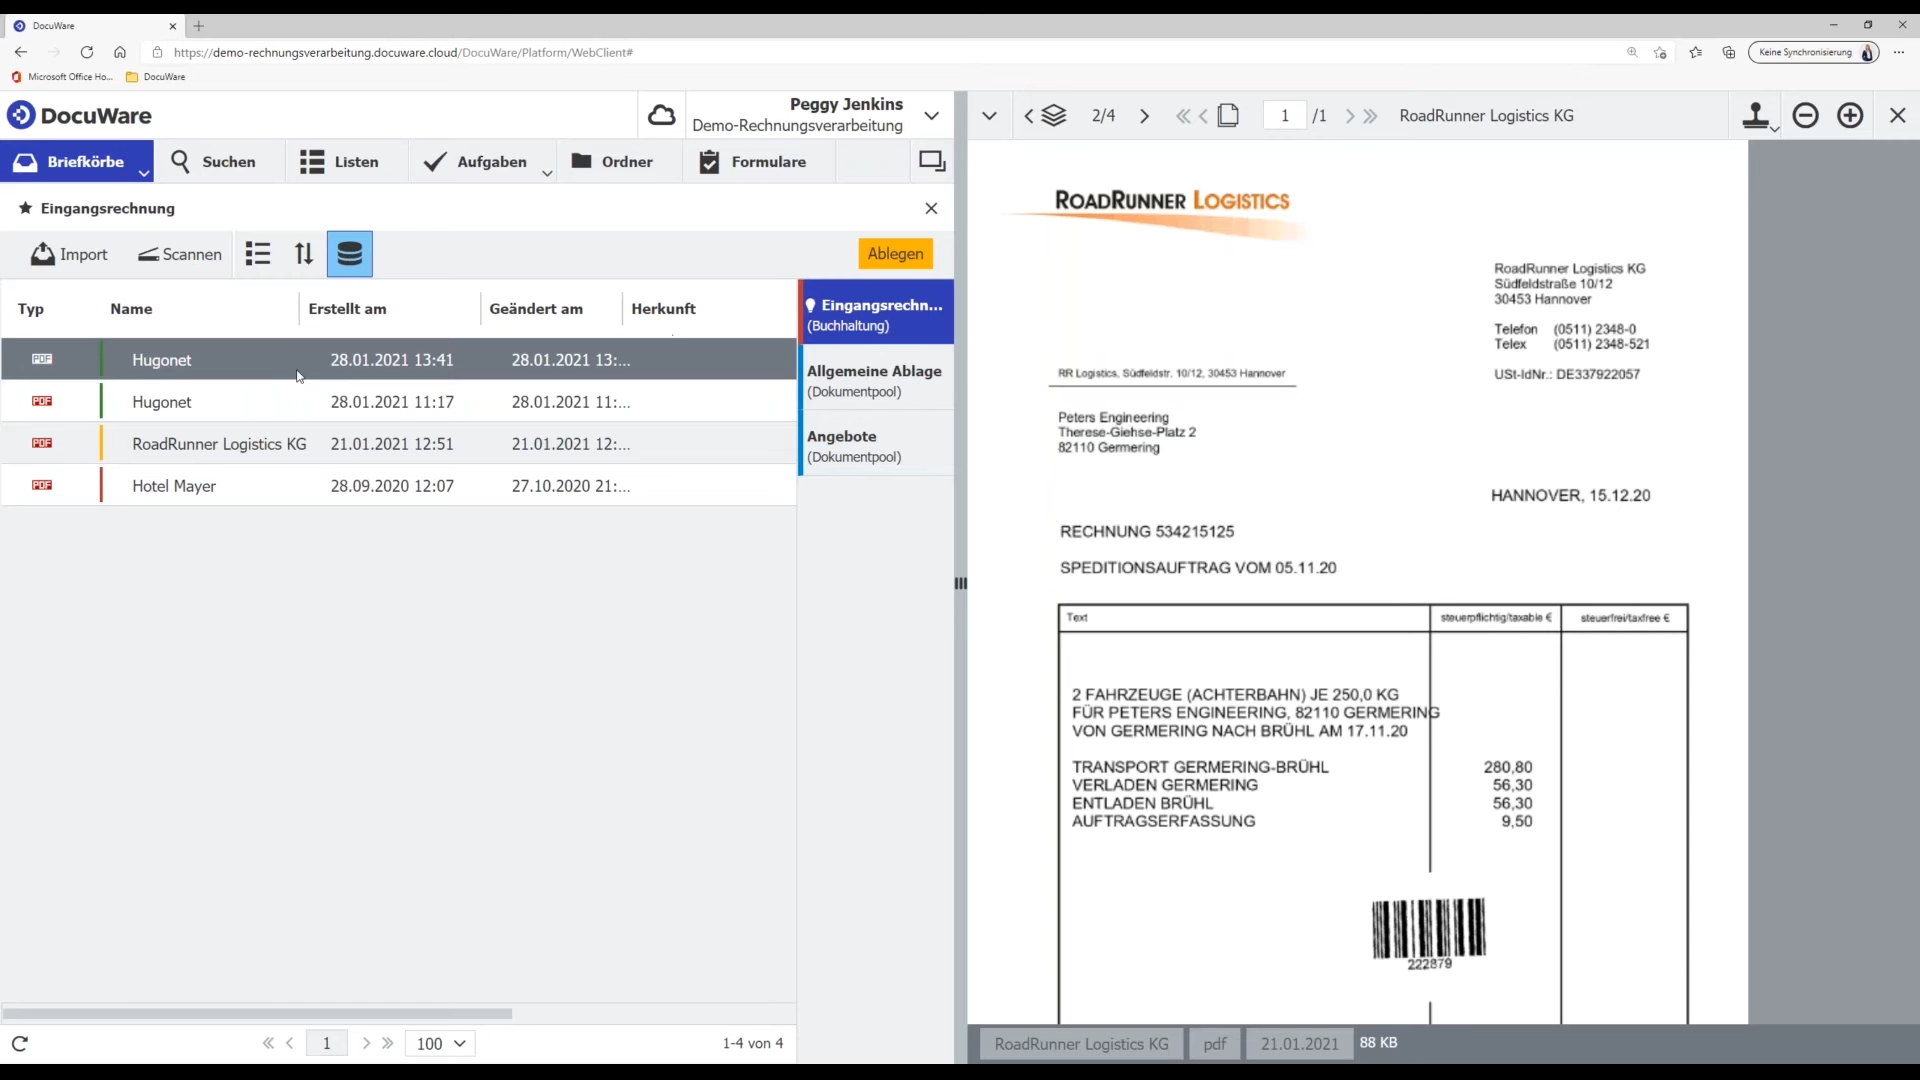 DocuWare
https://demo-rechnungsverarbeitung.docuware.cloud/DocuWare/Platform/WebClient#
Keine Synchronisierung
Microsoft Office Ho...
DocuWare
DocuWare
Peggy Jenkins
Demo-Rechnungsverarbeitung
Briefkörbe
Suchen
Listen
Aufgaben
Ordner
Formulare
Eingangsrechnung
Import
Scannen
Ablegen
Typ Name Erstellt am Geändert am Herkunft
PDF Hugonet 28.01.2021 13:41 28.01.2021 13:...
PDF Hugonet 28.01.2021 11:17 28.01.2021 11:...
PDF RoadRunner Logistics KG 21.01.2021 12:51 21.01.2021 12:...
PDF Hotel Mayer 28.09.2020 12:07 27.10.2020 21:...
Eingangsrechn...
(Buchhaltung)
Allgemeine Ablage
(Dokumentpool)
Angebote
(Dokumentpool)
1
100
1-4 von 4
2/4
1 /1
RoadRunner Logistics KG
ROADRUNNER LOGISTICS
RoadRunner Logistics KG
Südfeldstraße 10/12
30453 Hannover
Telefon (0511) 2348-0
Telex (0511) 2348-521
USt-IdNr.: DE337922057
RR Logistics, Südfeldstr. 10/12, 30453 Hannover
Peters Engineering
Therese-Giehse-Platz 2
82110 Germering
HANNOVER, 15.12.20
RECHNUNG 534215125
SPEDITIONSAUFTRAG VOM 05.11.20
Text steuerpflichtig/taxable € steuerfrei/taxfree €
2 FAHRZEUGE (ACHTERBAHN) JE 250,0 KG
FÜR PETERS ENGINEERING, 82110 GERMERING
VON GERMERING NACH BRÜHL AM 17.11.20
TRANSPORT GERMERING-BRÜHL 280,80
VERLADEN GERMERING 56,30
ENTLADEN BRÜHL 56,30
AUFTRAGSERFASSUNG 9,50
222879
RoadRunner Logistics KG
pdf
21.01.2021
88 KB